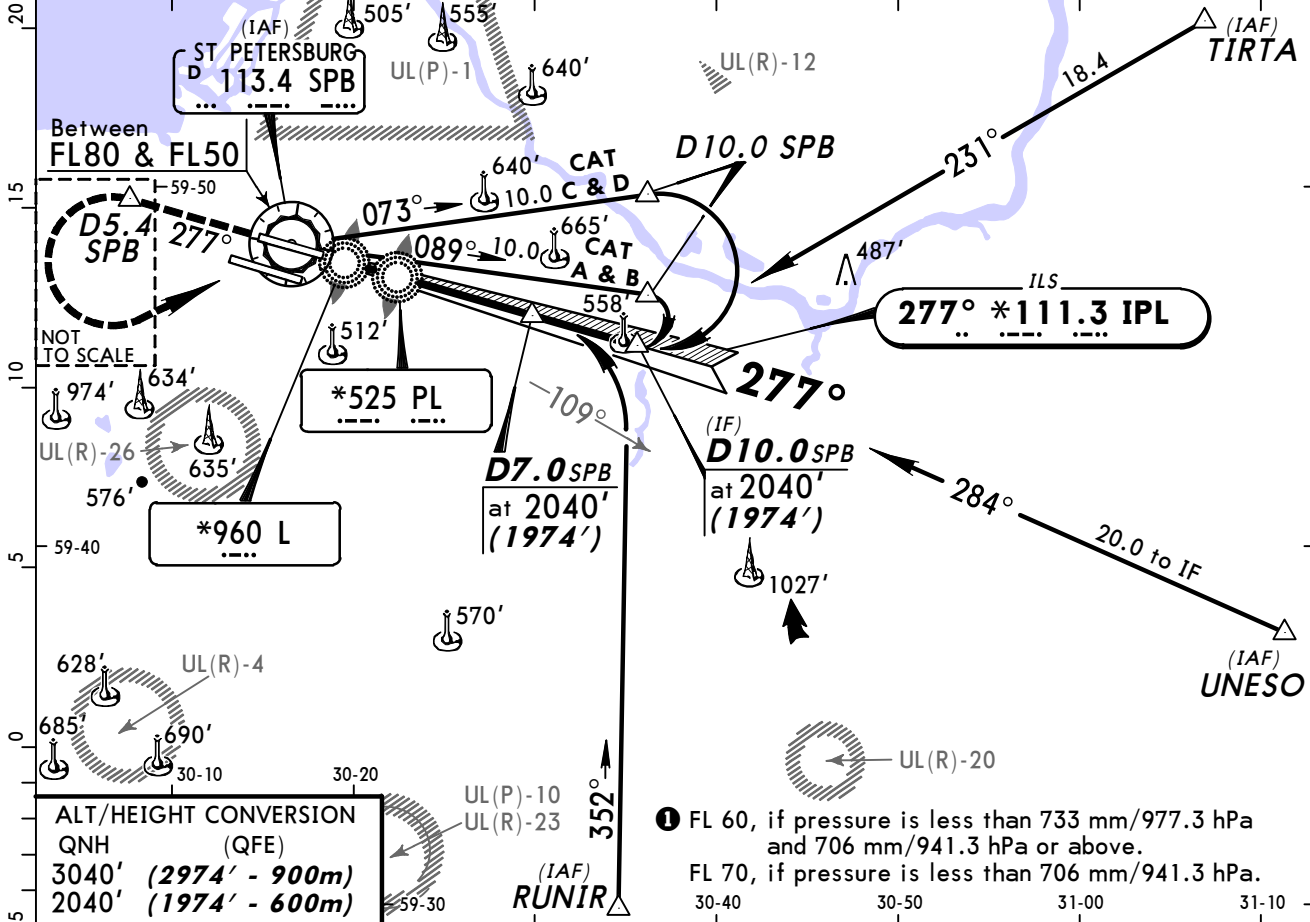 20
505'
555'
(IAF)
ST PETERSBURG
D 113.4 SPB
UL(P)-1
640'
UL(R)-12
(IAF)
TIRTA
18.4
231°
Between
FL80 & FL50
D10.0 SPB
15
59-50
640'
CAT
C & D
10.0
073°
D5.4
SPB
277°
665'
089°
10.0
CAT
A & B
558'
487'
ILS
277° *111.3 IPL
NOT
TO SCALE
512'
10
974'
634'
*525 PL
277°
109°
(IF)
D10.0 SPB
at 2040'
(1974')
UL(R)-26
635'
576'
D7.0 SPB
at 2040'
(1974')
284°
*960 L
20.0 to IF
5
59-40
1027'
570'
628'
UL(R)-4
(IAF)
UNESO
685'
690'
0
30-10
30-20
UL(R)-20
352°
UL(P)-10
UL(R)-23
ALT/HEIGHT CONVERSION
QNH (QFE)
3040' (2974' - 900m)
2040' (1974' - 600m)
1 FL 60, if pressure is less than 733 mm/977.3 hPa
and 706 mm/941.3 hPa or above.
FL 70, if pressure is less than 706 mm/941.3 hPa.
(IAF)
RUNIR
5
59-30
30-40
30-50
31-00
31-10